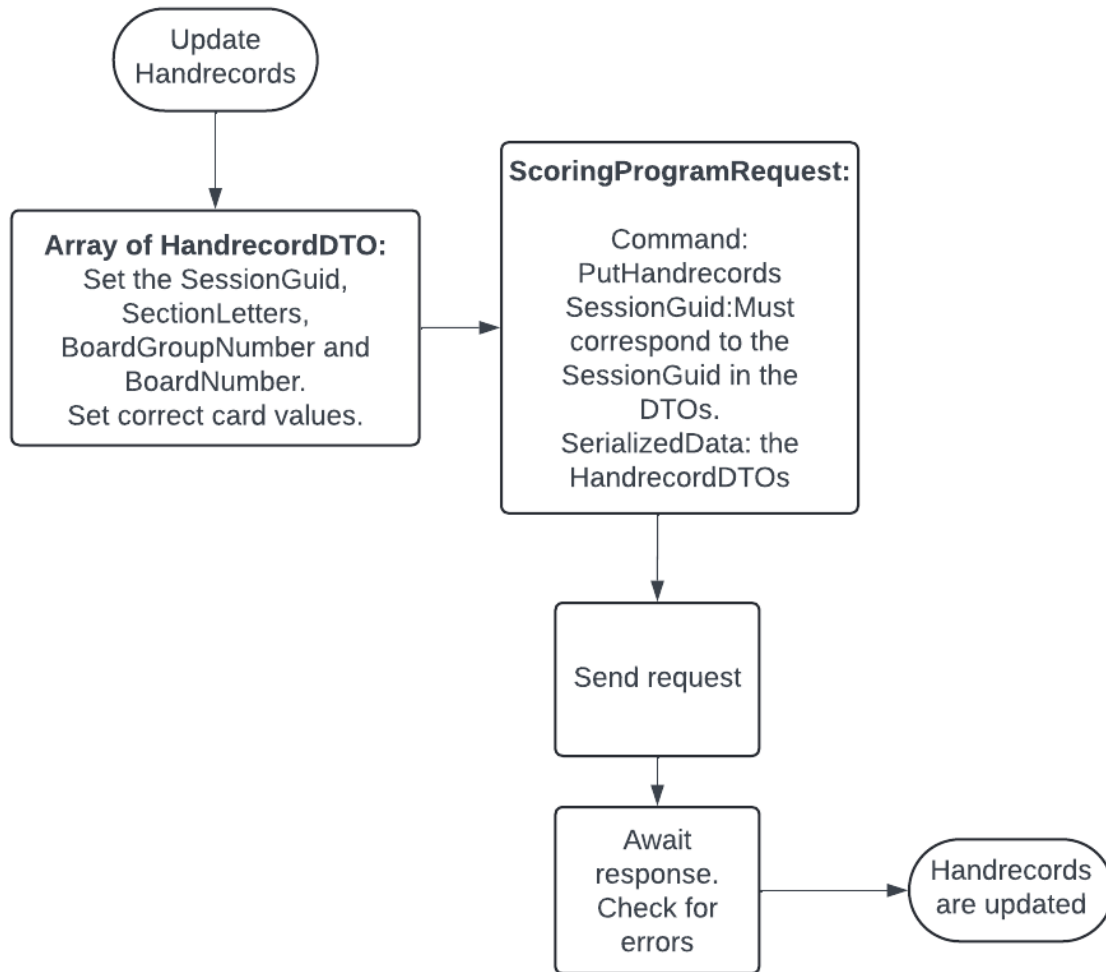 Update
Handrecords
Array of HandrecordDTO:
Set the SessionGuid,
SectionLetters,
BoardGroupNumber and
BoardNumber.
Set correct card values.
ScoringProgramRequest:
Command:
PutHandrecords
SessionGuid:Must
correspond to the
SessionGuid in the
DTOs.
SerializedData: the
HandrecordDTOs
Send request
Await
response.
Check for
errors
Handrecords
are updated